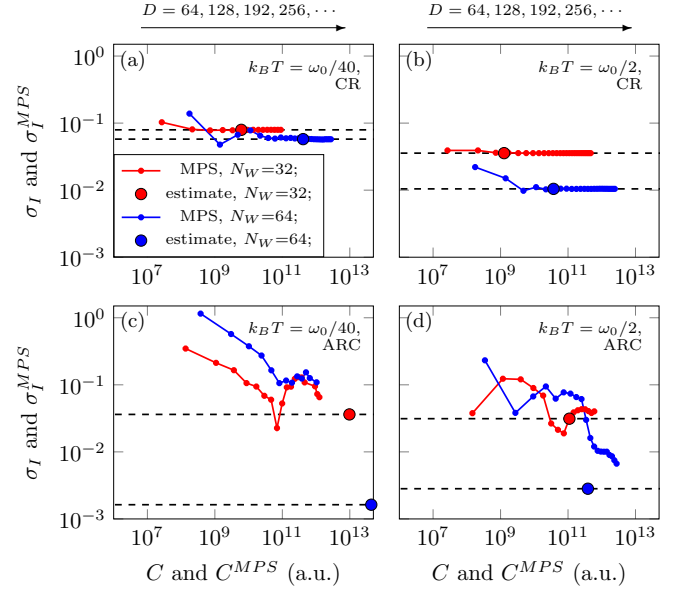 D = 64, 128, 192, 256, ··· D = 64, 128, 192, 256, ···
σ_I and σ_I^{MPS}
10^0
10^{-1}
10^{-2}
10^{-3}
(a) k_BT = ω_0/40,
CR
MPS, N_W=32;
estimate, N_W=32;
MPS, N_W=64;
estimate, N_W=64;
10^7 10^9 10^{11} 10^{13}
(b) k_BT = ω_0/2,
CR
10^7 10^9 10^{11} 10^{13}
σ_I and σ_I^{MPS}
10^0
10^{-1}
10^{-2}
10^{-3}
(c) k_BT = ω_0/40,
ARC
10^7 10^9 10^{11} 10^{13}
C and C^{MPS} (a.u.)
(d) k_BT = ω_0/2,
ARC
10^7 10^9 10^{11} 10^{13}
C and C^{MPS} (a.u.)